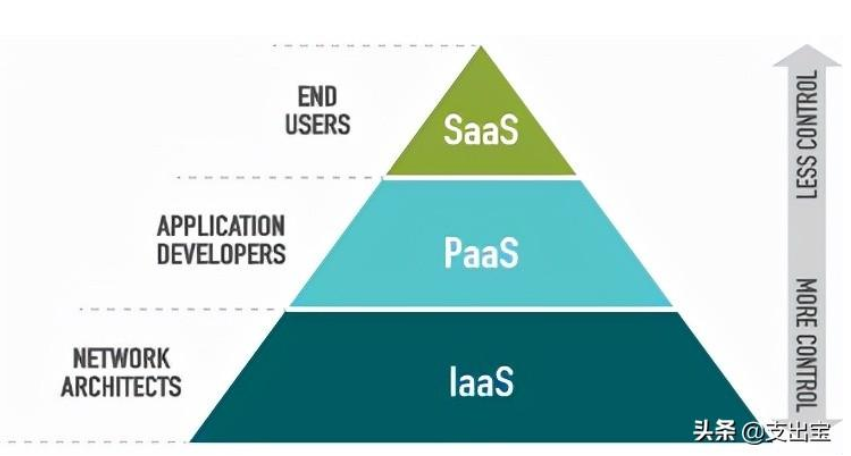 END
USERS
SaaS
LESS CONTROL
APPLICATION
DEVELOPERS
PaaS
NETWORK
ARCHITECTS
IaaS
MORE CONTROL
头条 @支出宝